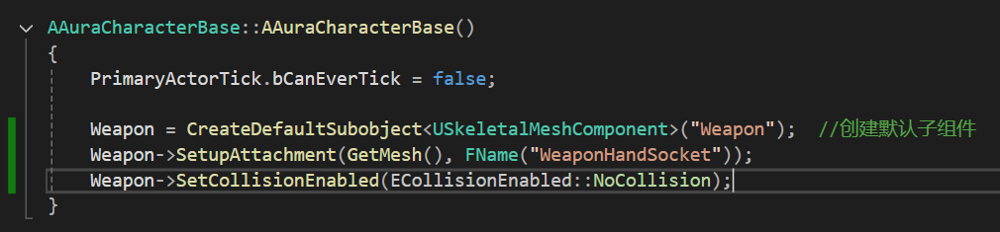 AAuraCharacterBase::AAuraCharacterBase()
{
    PrimaryActorTick.bCanEverTick = false;
    Weapon = CreateDefaultSubobject<USkeletalMeshComponent>("Weapon");  //创建默认子组件
    Weapon->SetupAttachment(GetMesh(), FName("WeaponHandSocket"));
    Weapon->SetCollisionEnabled(ECollisionEnabled::NoCollision);
}